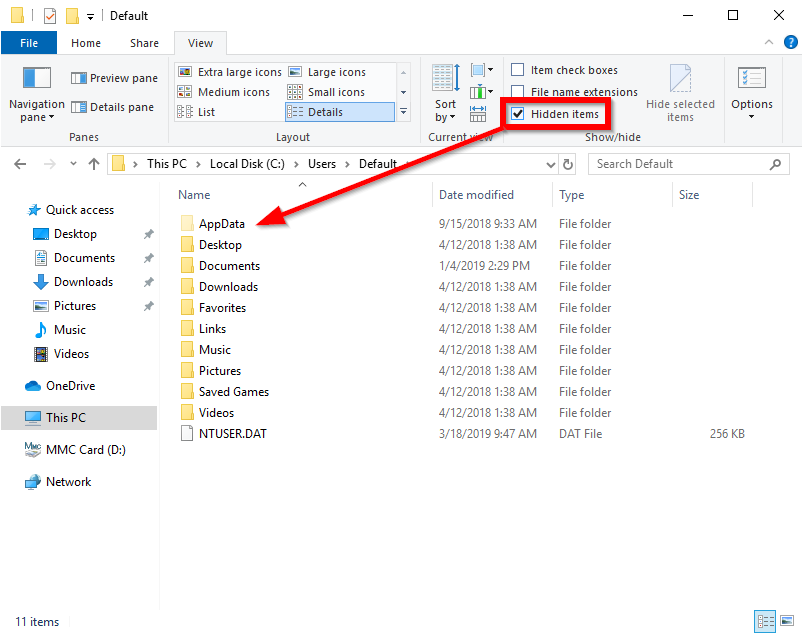 Default
File Home Share View
Navigation pane
Preview pane
Details pane
Panes
Extra large icons Large icons
Medium icons Small icons
List Details
Layout
Sort by
Current view
Item check boxes
File name extensions
Hidden items
Show/hide
Hide selected items
Options
This PC > Local Disk (C:) > Users > Default
Search Default
Quick access
Desktop
Documents
Downloads
Pictures
Music
Videos
OneDrive
This PC
MMC Card (D:)
Network
Name Date modified Type Size
AppData 9/15/2018 9:33 AM File folder
Desktop 4/12/2018 1:38 AM File folder
Documents 1/4/2019 2:29 PM File folder
Downloads 4/12/2018 1:38 AM File folder
Favorites 4/12/2018 1:38 AM File folder
Links 4/12/2018 1:38 AM File folder
Music 4/12/2018 1:38 AM File folder
Pictures 4/12/2018 1:38 AM File folder
Saved Games 4/12/2018 1:38 AM File folder
Videos 4/12/2018 1:38 AM File folder
NTUSER.DAT 3/18/2019 9:47 AM DAT File 256 KB
11 items